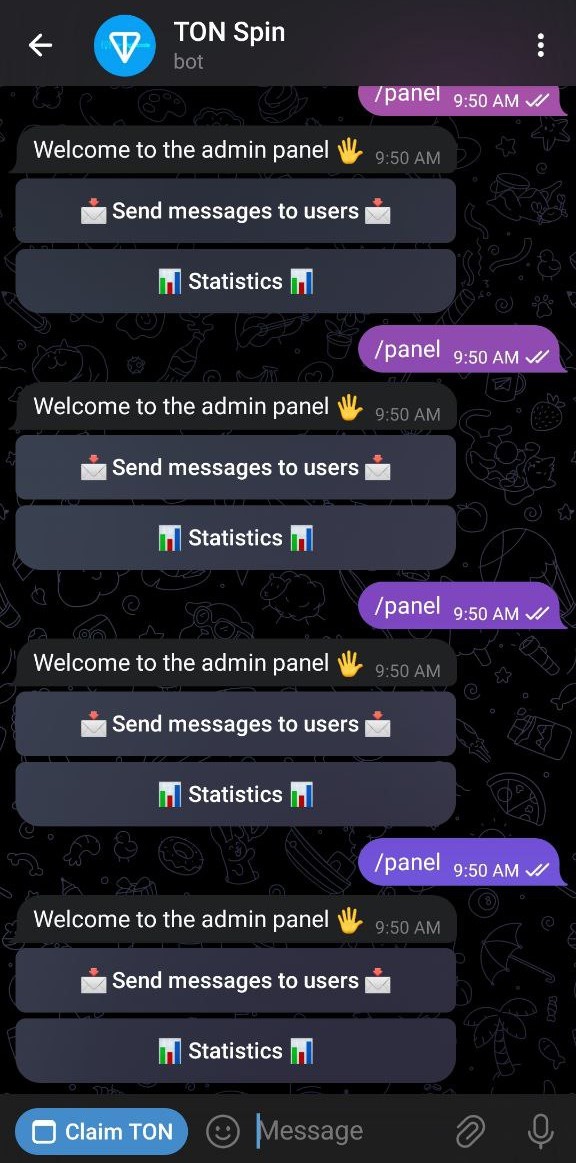 TON Spin
bot
/panel 9:50 AM
Welcome to the admin panel 🖐 9:50 AM
📩 Send messages to users 📩
📊 Statistics 📊
/panel 9:50 AM
Welcome to the admin panel 🖐 9:50 AM
📩 Send messages to users 📩
📊 Statistics 📊
/panel 9:50 AM
Welcome to the admin panel 🖐 9:50 AM
📩 Send messages to users 📩
📊 Statistics 📊
/panel 9:50 AM
Welcome to the admin panel 🖐 9:50 AM
📩 Send messages to users 📩
📊 Statistics 📊
Claim TON Message